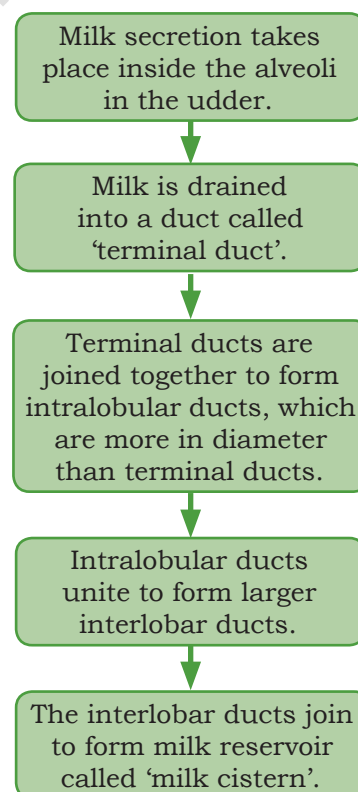 Milk secretion takes
place inside the alveoli
in the udder.
Milk is drained
into a duct called
‘terminal duct’.
Terminal ducts are
joined together to form
intralobular ducts, which
are more in diameter
than terminal ducts.
Intralobular ducts
unite to form larger
interlobar ducts.
The interlobar ducts join
to form milk reservoir
called ‘milk cistern’.